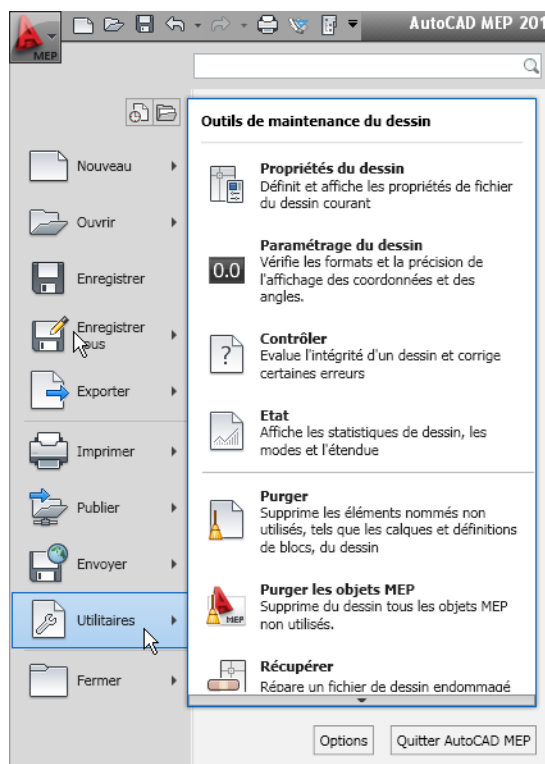 AutoCAD MEP 201
MEP
Outils de maintenance du dessin
Nouveau
Ouvrir
Enregistrer
Enregistrer
Exporter
Imprimer
Publier
Envoyer
Utilitaires
Fermer
Propriétés du dessin
Définit et affiche les propriétés de fichier
du dessin courant
0.0
Paramétrage du dessin
Vérifie les formats et la précision de
l'affichage des coordonnées et des
angles.
?
Contrôler
Evalue l'intégrité d'un dessin et corrige
certaines erreurs
Etat
Affiche les statistiques de dessin, les
modes et l'étendue
Purger
Supprime les éléments nommés non
utilisés, tels que les calques et définitions
de blocs, du dessin
MEP
Purger les objets MEP
Supprime du dessin tous les objets MEP
non utilisés.
Récupérer
Répare un fichier de dessin endommagé
Options
Quitter AutoCAD MEP